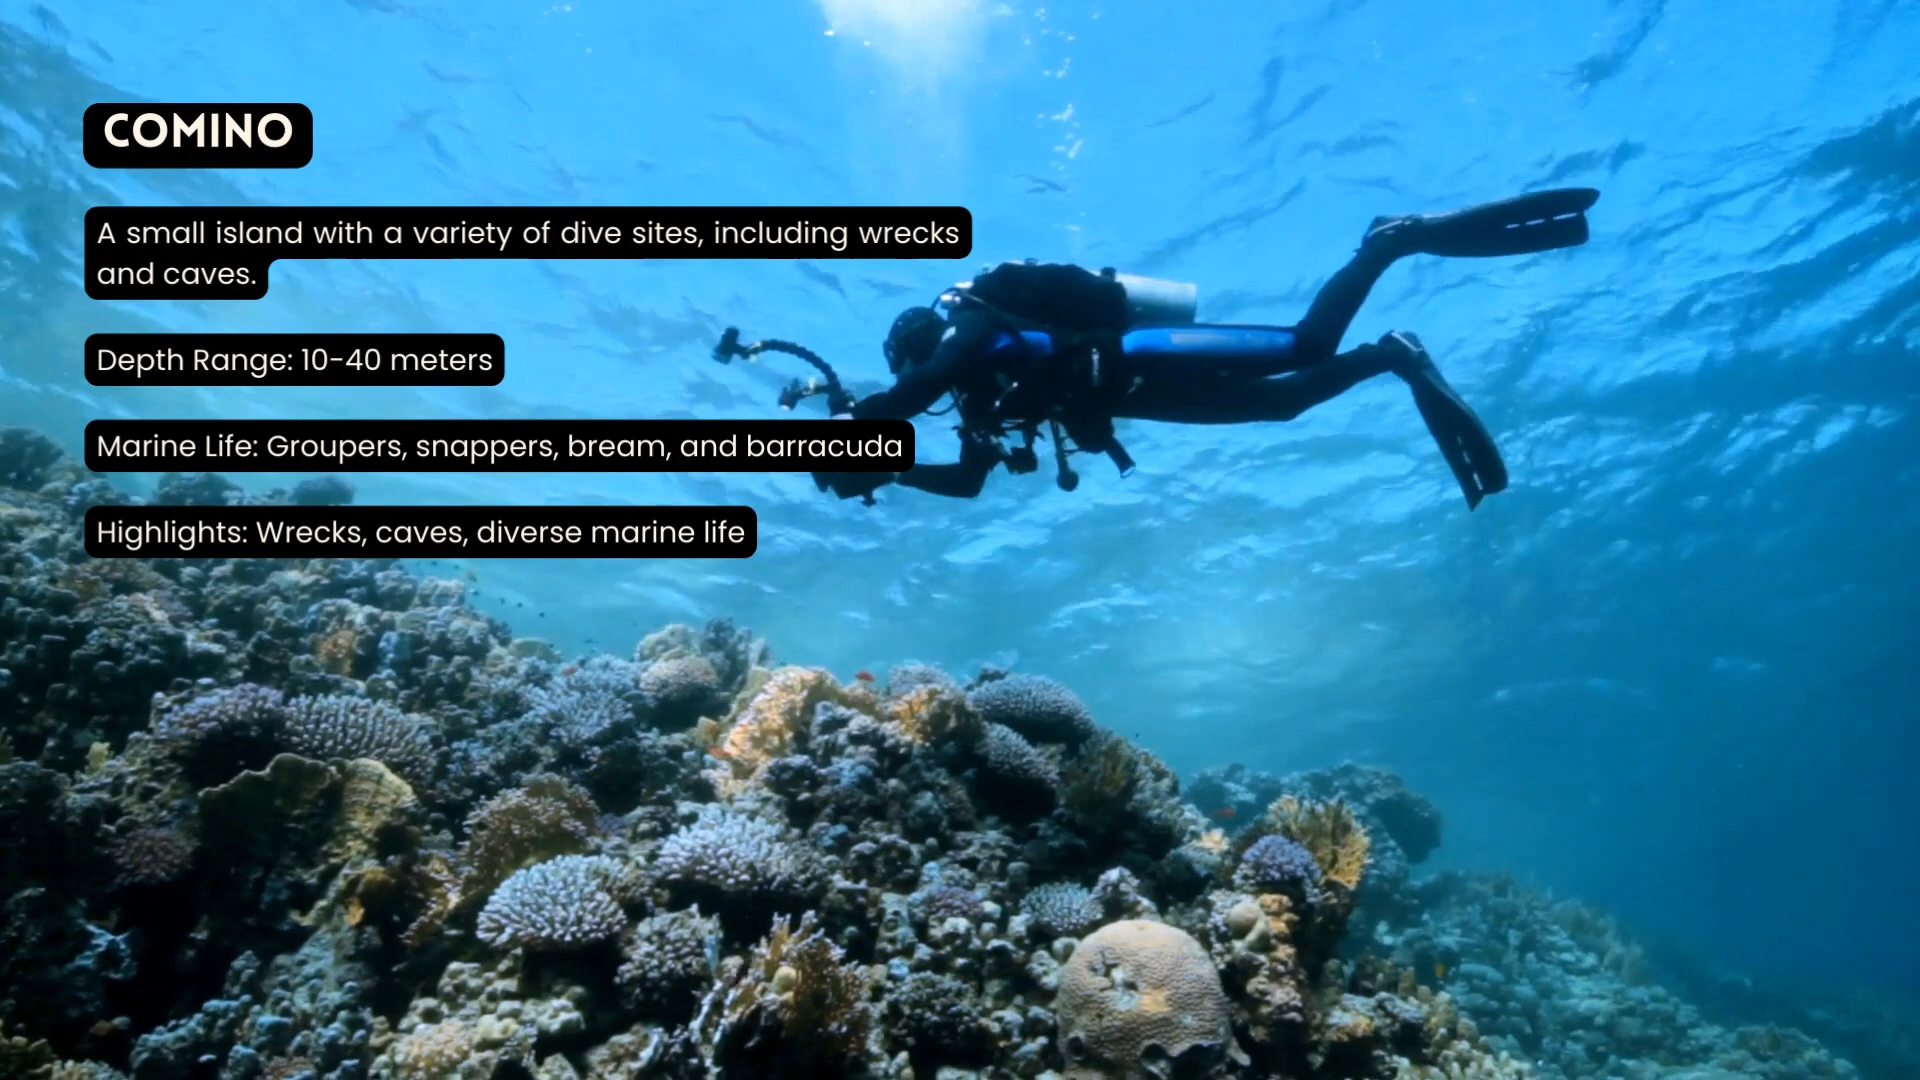 COMINO
A small island with a variety of dive sites, including wrecks
and caves.
Depth Range: 10-40 meters
Marine Life: Groupers, snappers, bream, and barracuda
Highlights: Wrecks, caves, diverse marine life